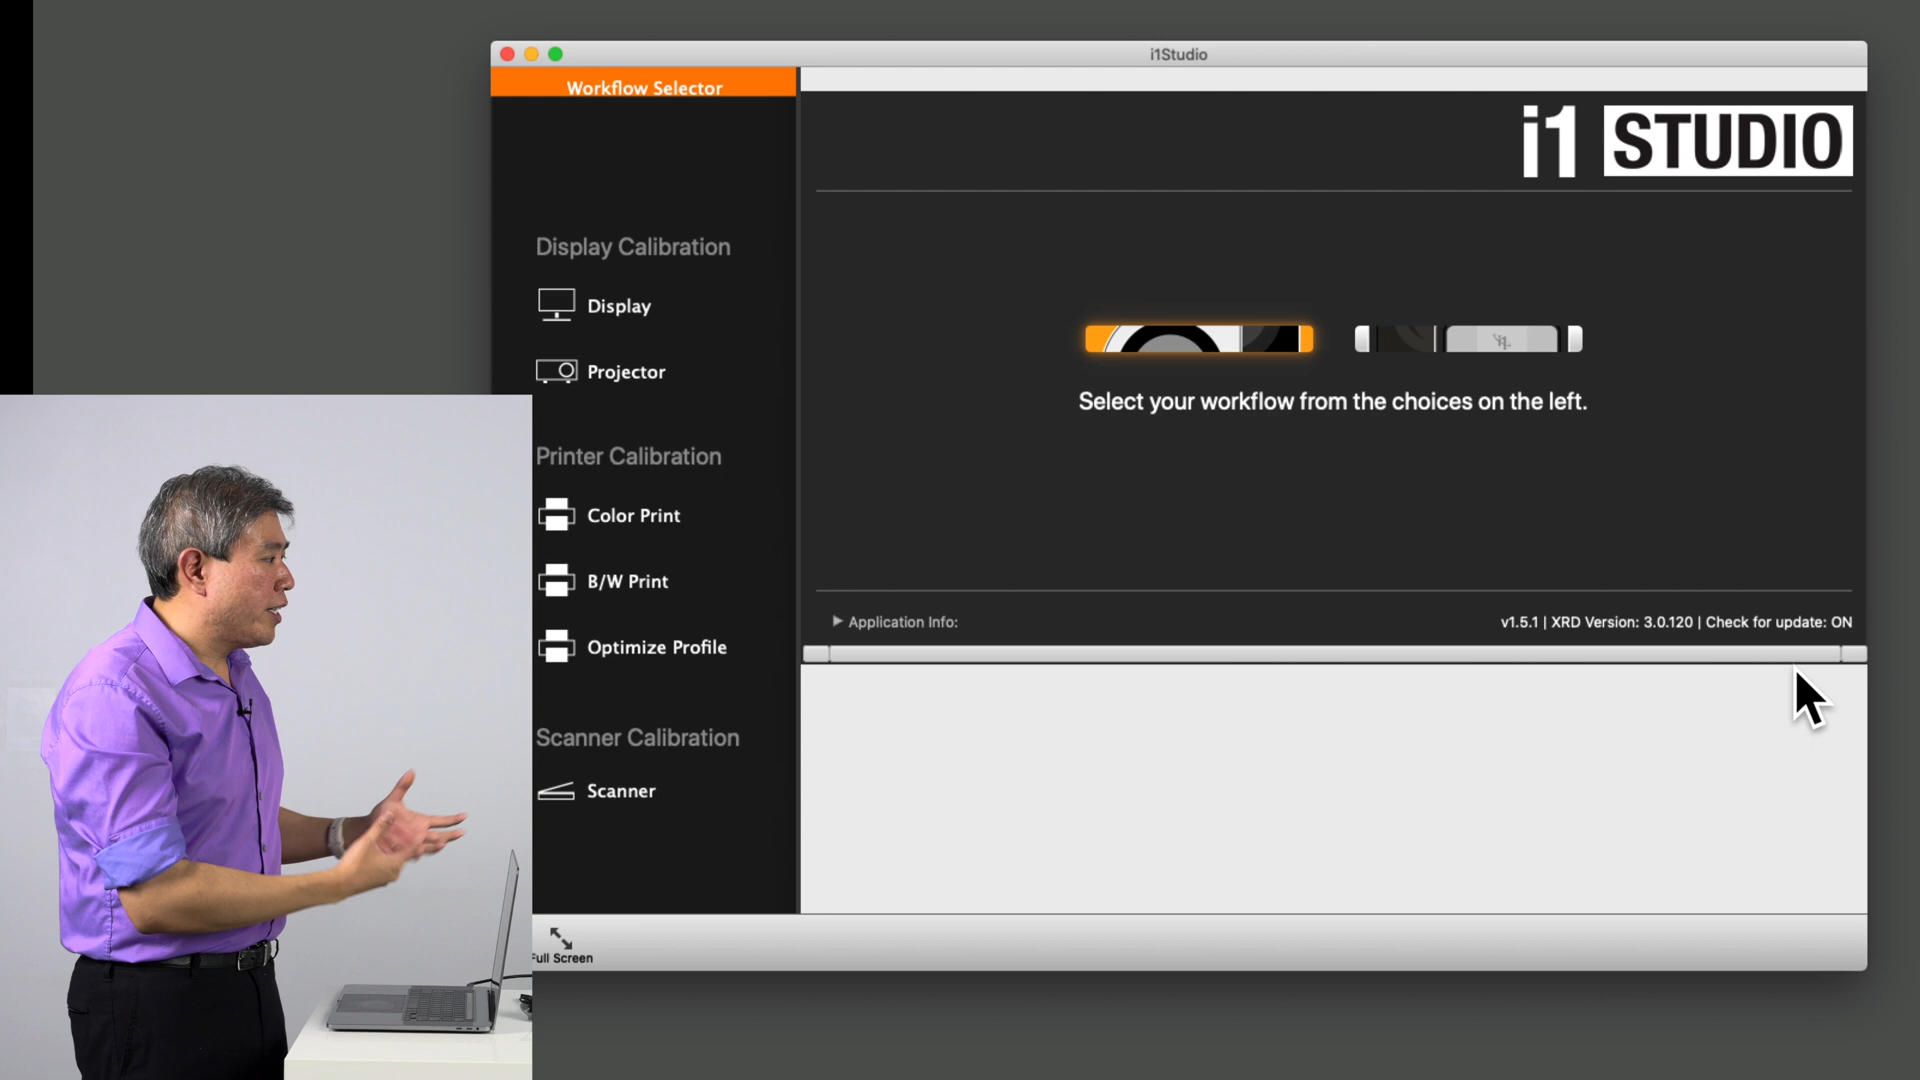 i1Studio
Workflow Selector
i1 STUDIO
Display Calibration
Display
Projector
Select your workflow from the choices on the left.
Printer Calibration
Color Print
B/W Print
Optimize Profile
Application Info:
v1.5.1 | XRD Version: 3.0.120 | Check for update: ON
Scanner Calibration
Scanner
Full Screen